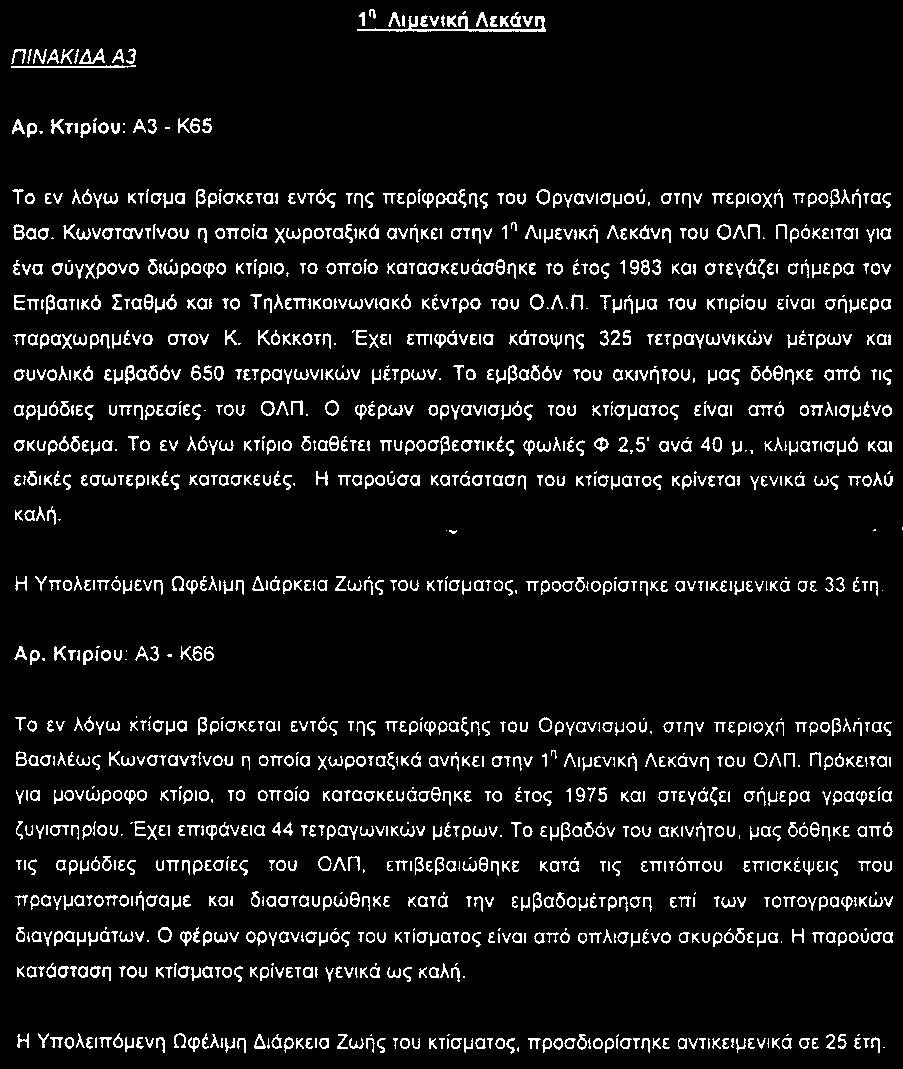 1η Λιμενική Λεκάνη
ΠΙΝΑΚΙΔΑ Α3
Αρ. Κτιρίου: Α3 - Κ65
Το εν λόγω κτίσμα βρίσκεται εντός της περίφραξης του Οργανισμού, στην περιοχή προβλήτας
Βασ. Κωνσταντίνου η οποία χωροταξικά ανήκει στην 1η Λιμενική Λεκάνη του ΟΛΠ. Πρόκειται για
ένα σύγχρονο διώροφο κτίριο, το οποίο κατασκευάσθηκε το έτος 1983 και στεγάζει σήμερα τον
Επιβατικό Σταθμό και το Τηλεπικοινωνιακό κέντρο του Ο.Λ.Π. Τμήμα του κτιρίου είναι σήμερα
παραχωρημένο στον Κ. Κόκκοτη. Έχει επιφάνεια κάτοψης 325 τετραγωνικών μέτρων και
συνολικό εμβαδόν 650 τετραγωνικών μέτρων. Το εμβαδόν του ακινήτου, μας δόθηκε από τις
αρμόδιες υπηρεσίες του ΟΛΠ. Ο φέρων οργανισμός του κτίσματος είναι από οπλισμένο
σκυρόδεμα. Το εν λόγω κτίριο διαθέτει πυροσβεστικές φωλιές Φ 2,5' ανά 40 μ., κλιματισμό και
ειδικές εσωτερικές κατασκευές. Η παρούσα κατάσταση του κτίσματος κρίνεται γενικά ως πολύ
καλή.
Η Υπολειπόμενη Ωφέλιμη Διάρκεια Ζωής του κτίσματος, προσδιορίστηκε αντικειμενικά σε 33 έτη.
Αρ. Κτιρίου: Α3 - Κ66
Το εν λόγω κτίσμα βρίσκεται εντός της περίφραξης του Οργανισμού, στην περιοχή προβλήτας
Βασιλέως Κωνσταντίνου η οποία χωροταξικά ανήκει στην 1η Λιμενική Λεκάνη του ΟΛΠ. Πρόκειται
για μονώροφο κτίριο, το οποίο κατασκευάσθηκε το έτος 1975 και στεγάζει σήμερα γραφεία
ζυγιστηρίου. Έχει επιφάνεια 44 τετραγωνικών μέτρων. Το εμβαδόν του ακινήτου, μας δόθηκε από
τις αρμόδιες υπηρεσίες του ΟΛΠ, επιβεβαιώθηκε κατά τις επιτόπου επισκέψεις που
πραγματοποιήσαμε και διασταυρώθηκε κατά την εμβαδομέτρηση επί των τοπογραφικών
διαγραμμάτων. Ο φέρων οργανισμός του κτίσματος είναι από οπλισμένο σκυρόδεμα. Η παρούσα
κατάσταση του κτίσματος κρίνεται γενικά ως καλή.
Η Υπολειπόμενη Ωφέλιμη Διάρκεια Ζωής του κτίσματος, προσδιορίστηκε αντικειμενικά σε 25 έτη.